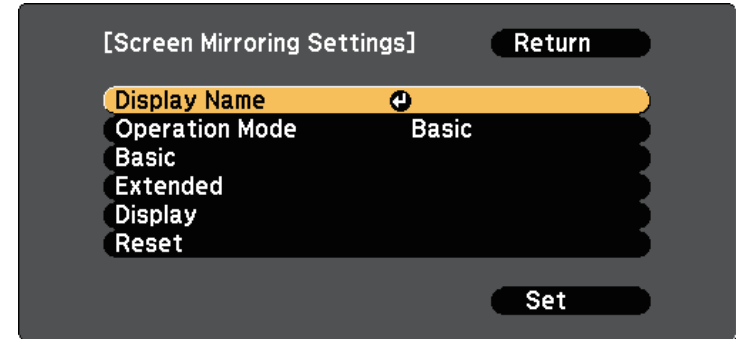 [Screen Mirroring Settings] Return
Display Name
Operation Mode Basic
Basic
Extended
Display
Reset
Set